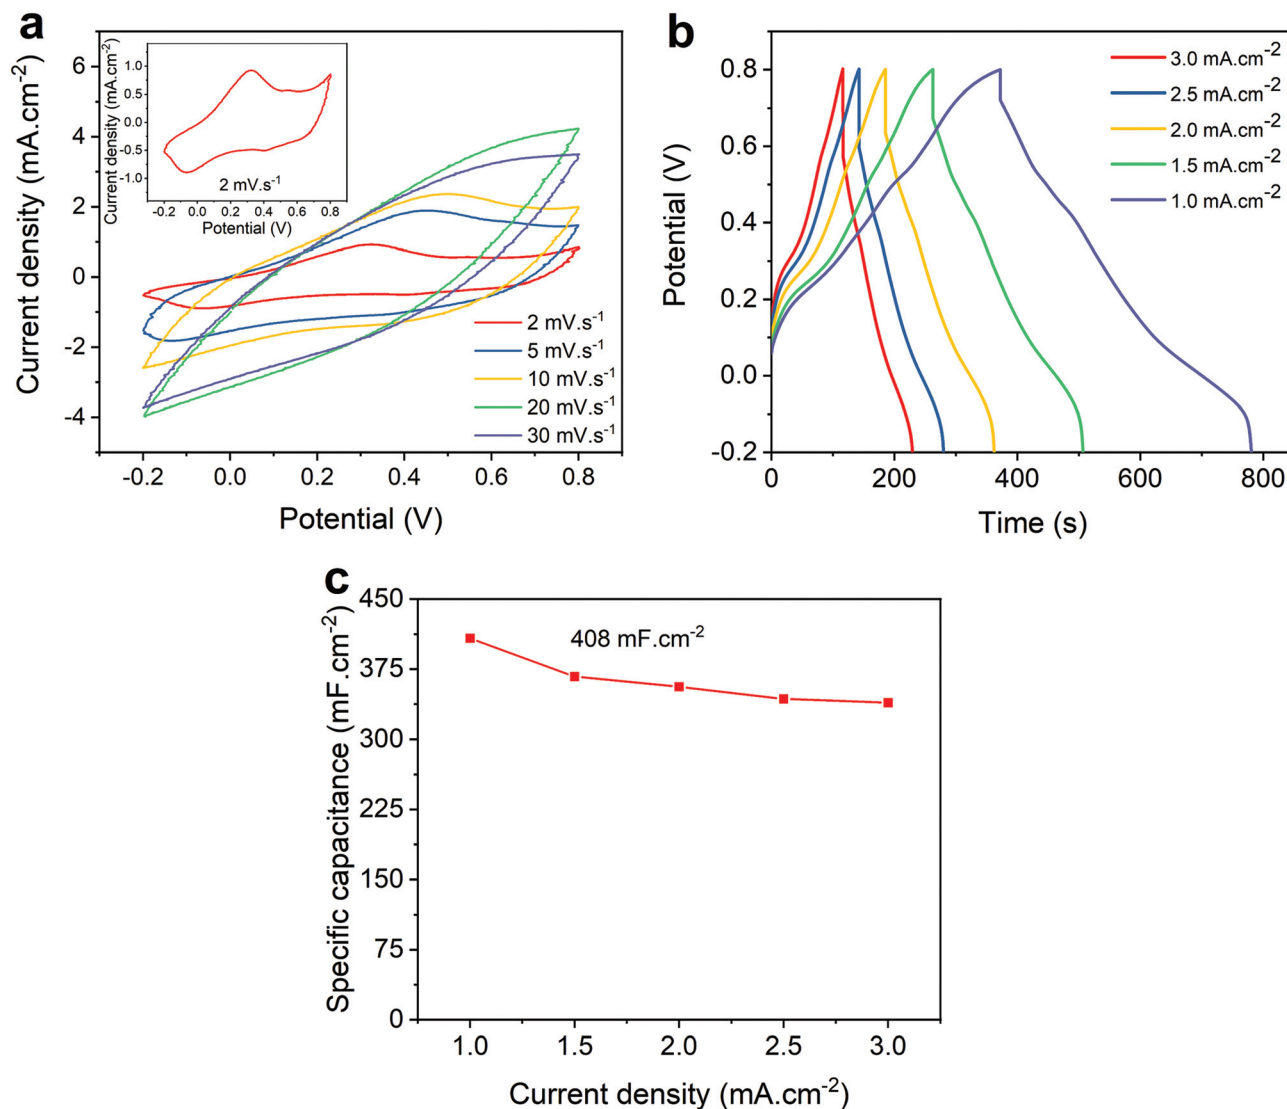 a
Current density (mA.cm⁻²)
6
4
2
0
-2
-4
-0.2 0.0 0.2 0.4 0.6 0.8
Potential (V)
Current density (mA.cm⁻²)
1.0
0.5
0.0
-0.5
-1.0
2 mV.s⁻¹
-0.2 0.0 0.2 0.4 0.6 0.8
Potential (V)
2 mV.s⁻¹
5 mV.s⁻¹
10 mV.s⁻¹
20 mV.s⁻¹
30 mV.s⁻¹
b
Potential (V)
0.8
0.6
0.4
0.2
0.0
-0.2
0 200 400 600 800
Time (s)
3.0 mA.cm⁻²
2.5 mA.cm⁻²
2.0 mA.cm⁻²
1.5 mA.cm⁻²
1.0 mA.cm⁻²
c
Specific capacitance (mF.cm⁻²)
450
375
300
225
150
75
0
408 mF.cm⁻²
1.0 1.5 2.0 2.5 3.0
Current density (mA.cm⁻²)